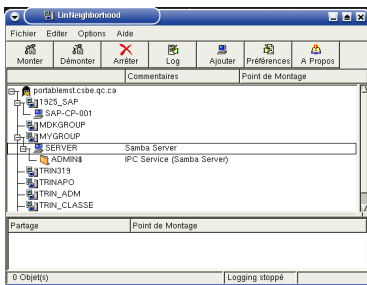 LinNeighborhood
Fichier Editer Options Aide
Monter Démonter Arrêter Log Ajouter Préférences A Propos
Commentaires Point de Montage
portablemst.csbe.qc.ca
1925_SAP
SAP-CP-001
MDKGROUP
MYGROUP
SERVER Samba Server
ADMIN$ IPC Service (Samba Server)
TRIN319
TRINAPO
TRIN_ADM
TRIN_CLASSE
Partage Point de Montage
0 Objet(s) Logging stoppé